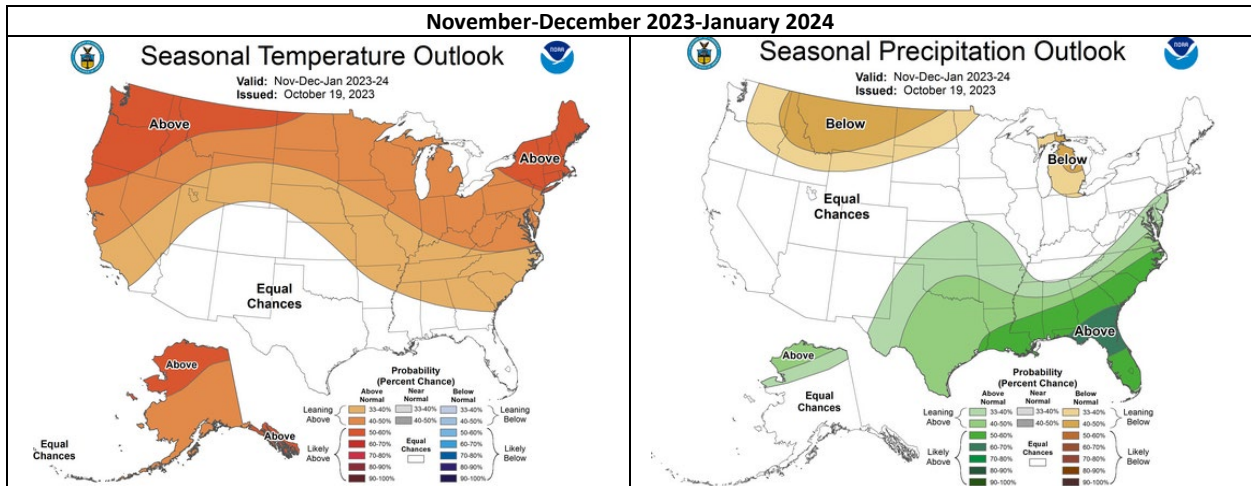 November-December 2023-January 2024
Seasonal Temperature Outlook
Valid: Nov-Dec-Jan 2023-24
Issued: October 19, 2023
Above
Above
Equal
Chances
Above
Above
Equal
Chances
Probability
(Percent Chance)
Above
Normal
Near
Normal
Below
Normal
Leaning
Above
33-40%
33-40%
33-40%
Leaning
Below
40-50%
40-50%
40-50%
Likely
Above
50-60%
50-60%
Likely
Below
60-70%
60-70%
70-80%
70-80%
80-90%
80-90%
90-100%
90-100%
Equal
Chances
NOAA
Seasonal Precipitation Outlook
Valid: Nov-Dec-Jan 2023-24
Issued: October 19, 2023
Below
Below
Equal
Chances
Above
Above
Equal
Chances
Probability
(Percent Chance)
Above
Normal
Near
Normal
Below
Normal
Leaning
Above
33-40%
33-40%
33-40%
Leaning
Below
40-50%
40-50%
40-50%
Likely
Above
50-60%
50-60%
Likely
Below
60-70%
60-70%
70-80%
70-80%
80-90%
80-90%
90-100%
90-100%
Equal
Chances
NOAA